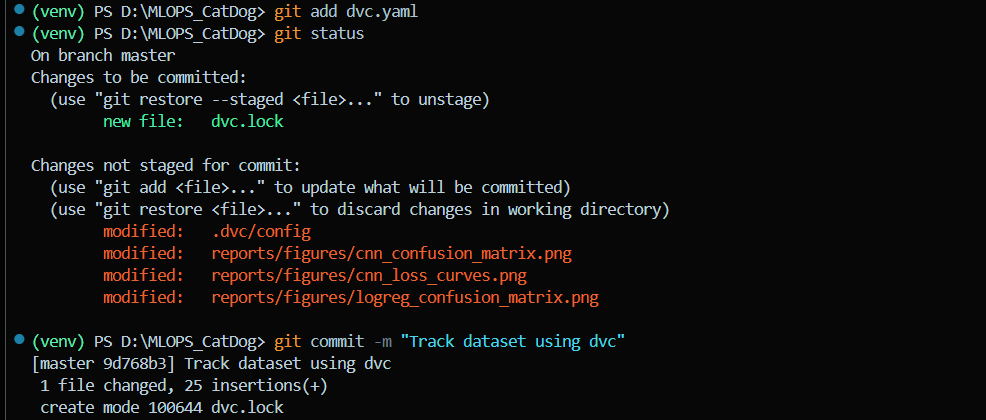 (venv) PS D:\MLOPS_CatDog> git add dvc.yaml
(venv) PS D:\MLOPS_CatDog> git status
On branch master
Changes to be committed:
  (use "git restore --staged <file>..." to unstage)
        new file:   dvc.lock

Changes not staged for commit:
  (use "git add <file>..." to update what will be committed)
  (use "git restore <file>..." to discard changes in working directory)
        modified:   .dvc/config
        modified:   reports/figures/cnn_confusion_matrix.png
        modified:   reports/figures/cnn_loss_curves.png
        modified:   reports/figures/logreg_confusion_matrix.png

(venv) PS D:\MLOPS_CatDog> git commit -m "Track dataset using dvc"
[master 9d768b3] Track dataset using dvc
 1 file changed, 25 insertions(+)
 create mode 100644 dvc.lock